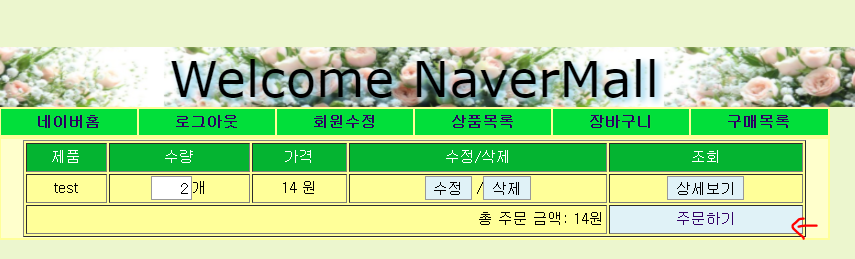 Welcome NaverMall
네이버홈 로그아웃 회원수정 상품목록 장바구니 구매목록
제품 수량 가격 수정/삭제 조회
test 2개 14 원 수정 / 삭제 상세보기
총 주문 금액: 14원 주문하기